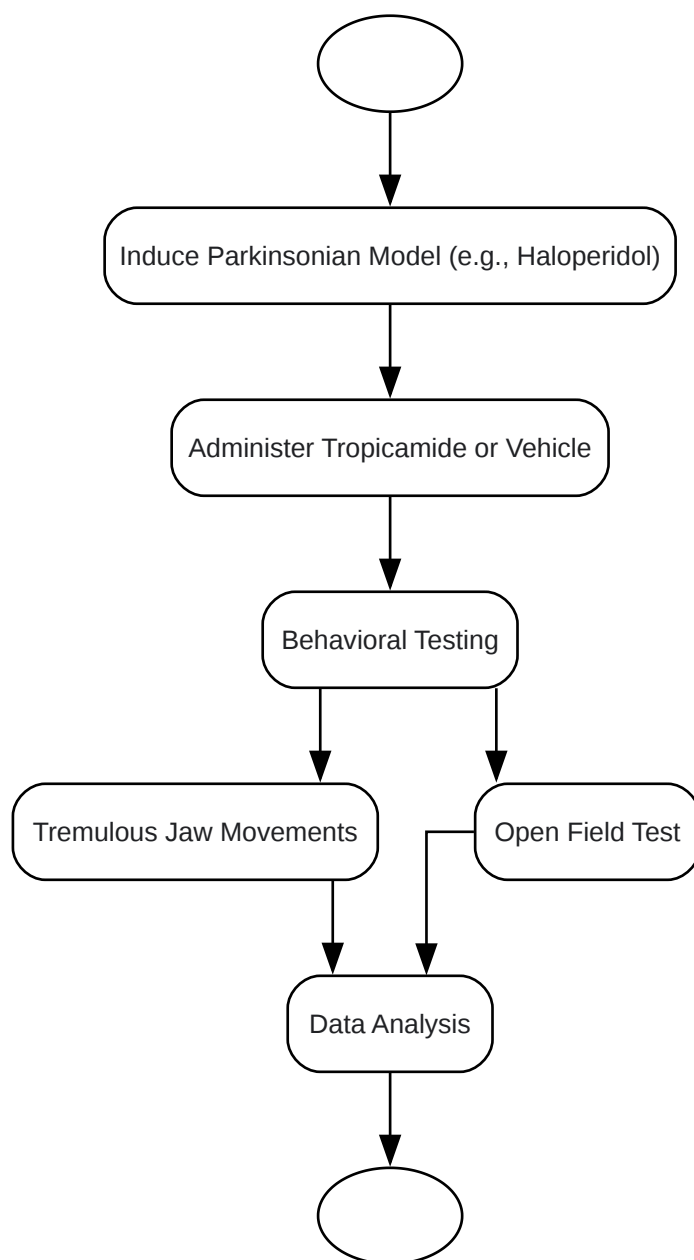 Induce Parkinsonian Model (e.g., Haloperidol)
Administer Tropicamide or Vehicle
Behavioral Testing
Tremulous Jaw Movements
Open Field Test
Data Analysis